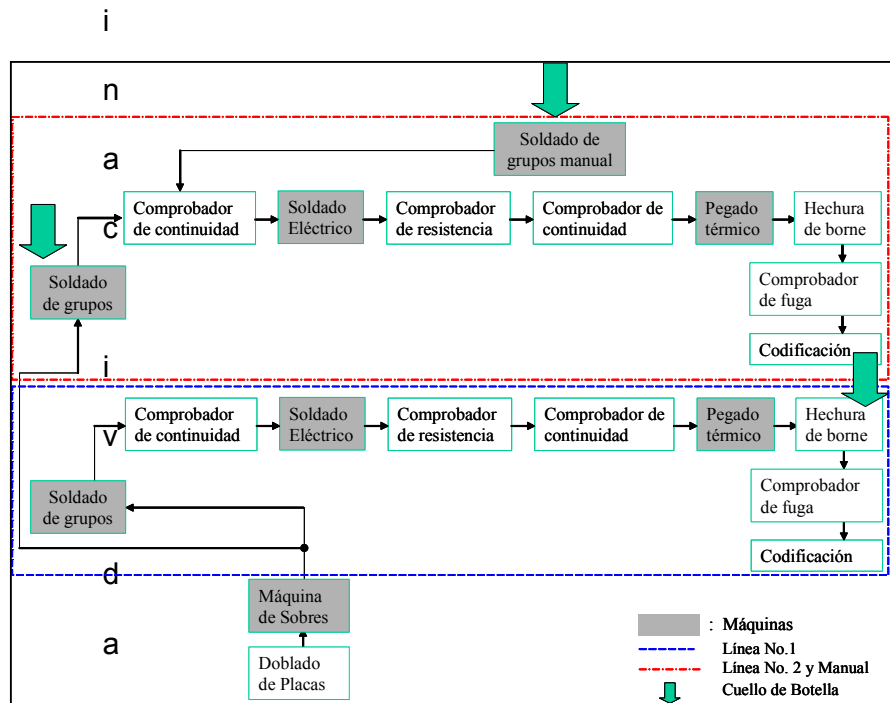 i
n
Soldado de
grupos manual
a
Comprobador
de continuidad
Soldado
Eléctrico
Comprobador
de resistencia
Comprobador de
continuidad
Pegado
térmico
Hechura
de borne
c
Soldado
de grupos
Comprobador
de fuga
Codificación
i
Comprobador
de continuidad
Soldado
Eléctrico
Comprobador
de resistencia
Comprobador de
continuidad
Pegado
térmico
Hechura
de borne
v
Soldado
de grupos
Comprobador
de fuga
Codificación
d
Máquina
de Sobres
a
Doblado
de Placas
: Máquinas
Línea No.1
Línea No. 2 y Manual
Cuello de Botella